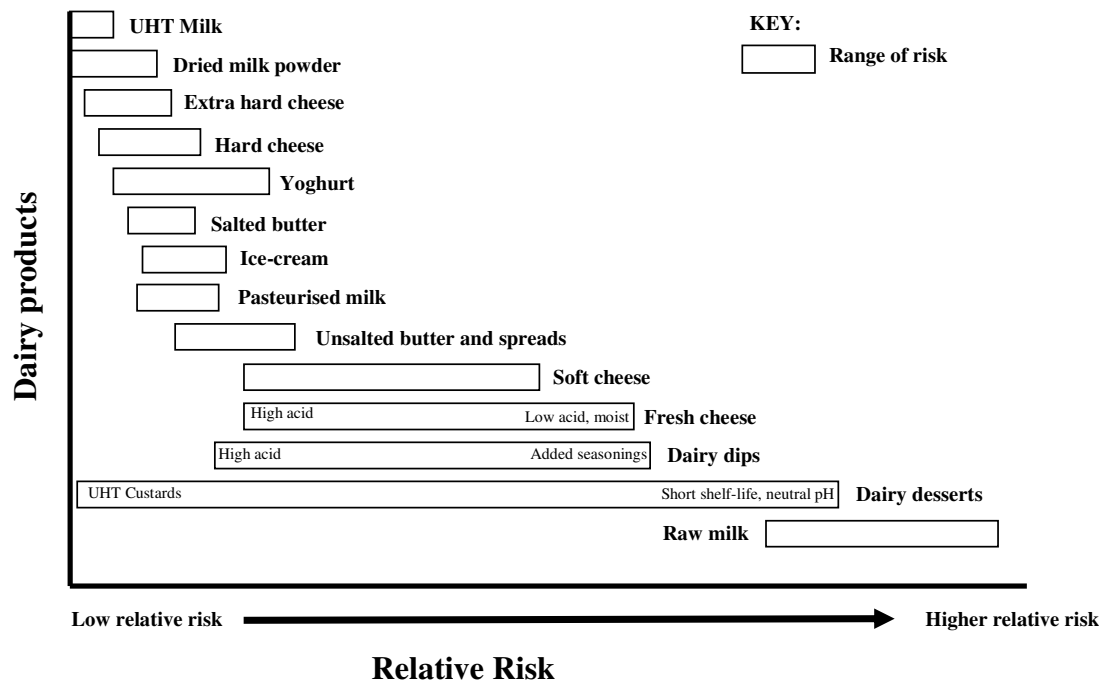 UHT Milk
KEY:
Dried milk powder
Range of risk
Extra hard cheese
Hard cheese
Yoghurt
Salted butter
Ice-cream
Pasteurised milk
Unsalted butter and spreads
Soft cheese
High acid
Low acid, moist
Fresh cheese
High acid
Added seasonings
Dairy dips
UHT Custards
Short shelf-life, neutral pH
Dairy desserts
Raw milk
Dairy products
Low relative risk
Higher relative risk
Relative Risk